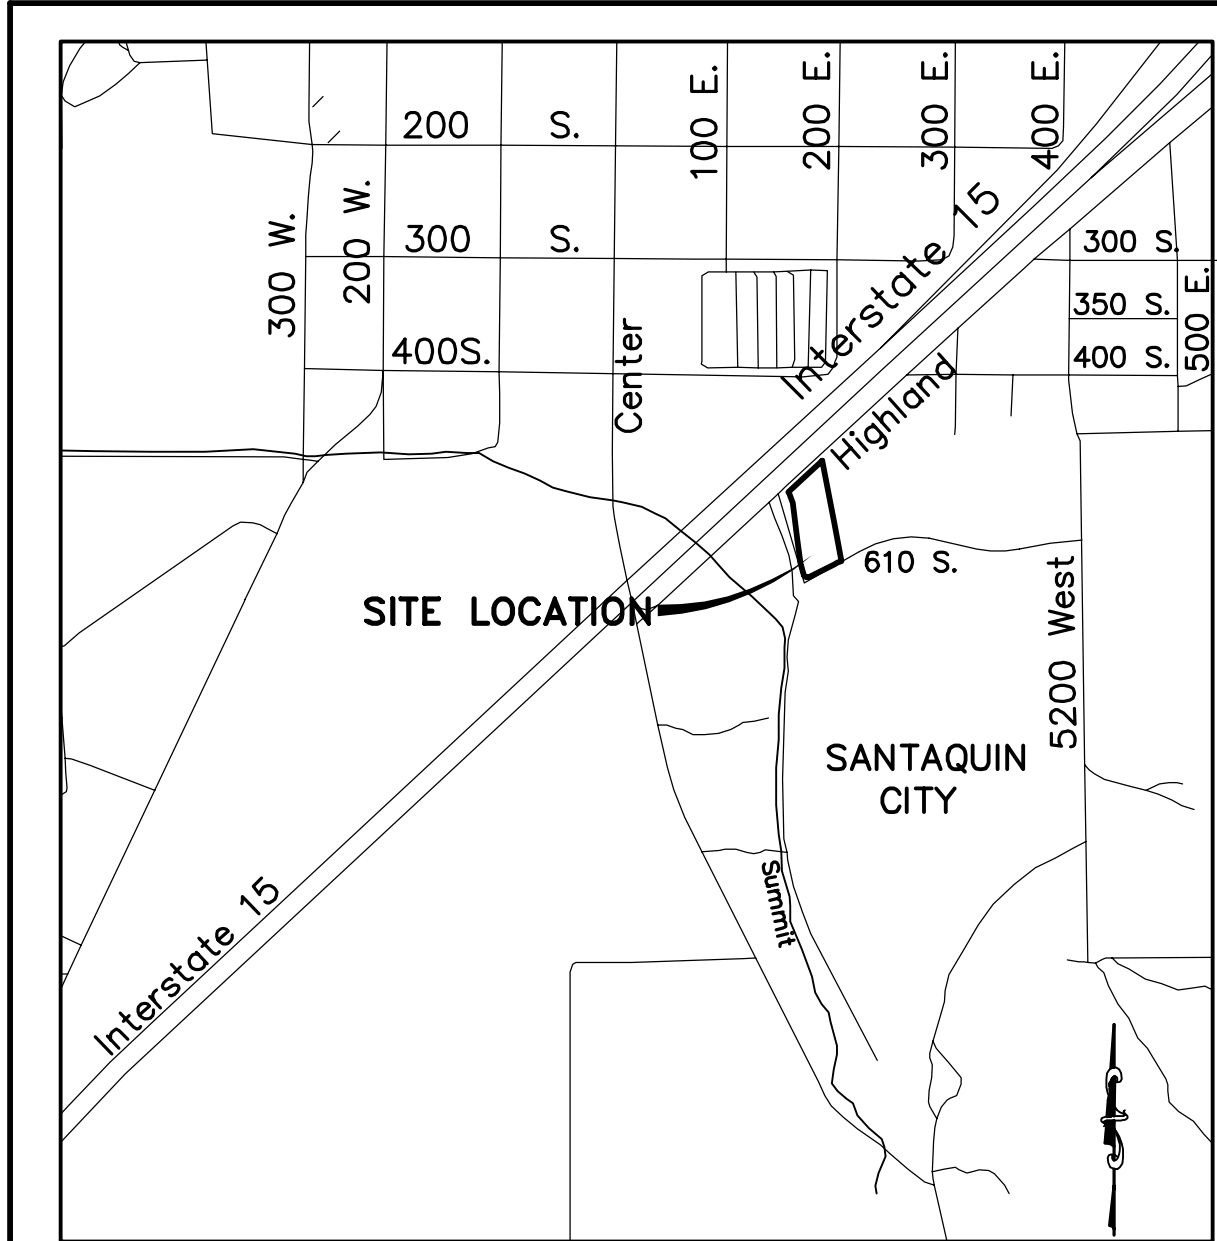 100 E.
200 E.
300 E.
400 E.
200 S.
300 W.
200 W.
300 S.
Interstate 15
300 S.
350 S.
500 E.
400S.
Center
400 S.
Highland
610 S.
SITE LOCATION
5200 West
SANTAQUIN
CITY
Summit
Interstate 15